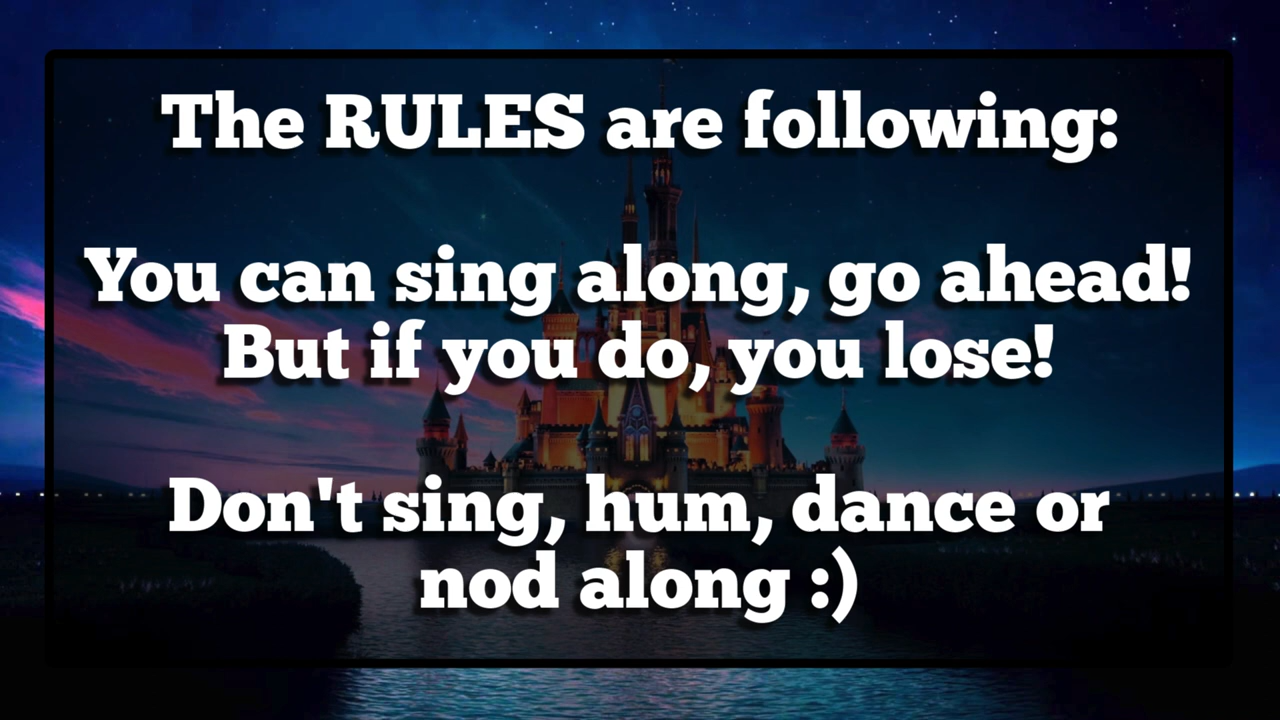 The RULES are following:
You can sing along, go ahead!
But if you do, you lose!
Don't sing, hum, dance or
nod along :)